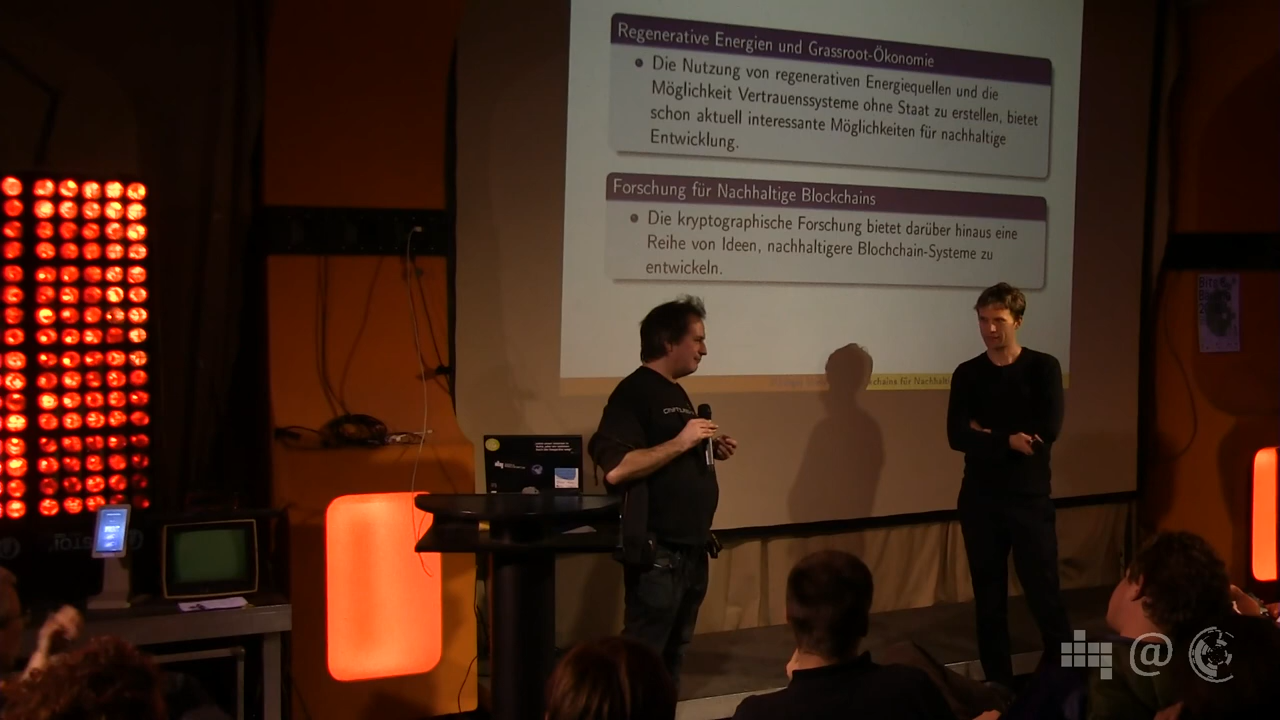 Regenerative Energien und Grassroot-Ökonomie
Die Nutzung von regenerativen Energiequellen und die
Möglichkeit Vertrauenssysteme ohne Staat zu erstellen, bietet
schon aktuell interessante Möglichkeiten für nachhaltige
Entwicklung.
Forschung für Nachhaltige Blockchains
Die kryptographische Forschung bietet darüber hinaus eine
Reihe von Ideen, nachhaltigere Blochchain-Systeme zu
entwickeln.
für
@